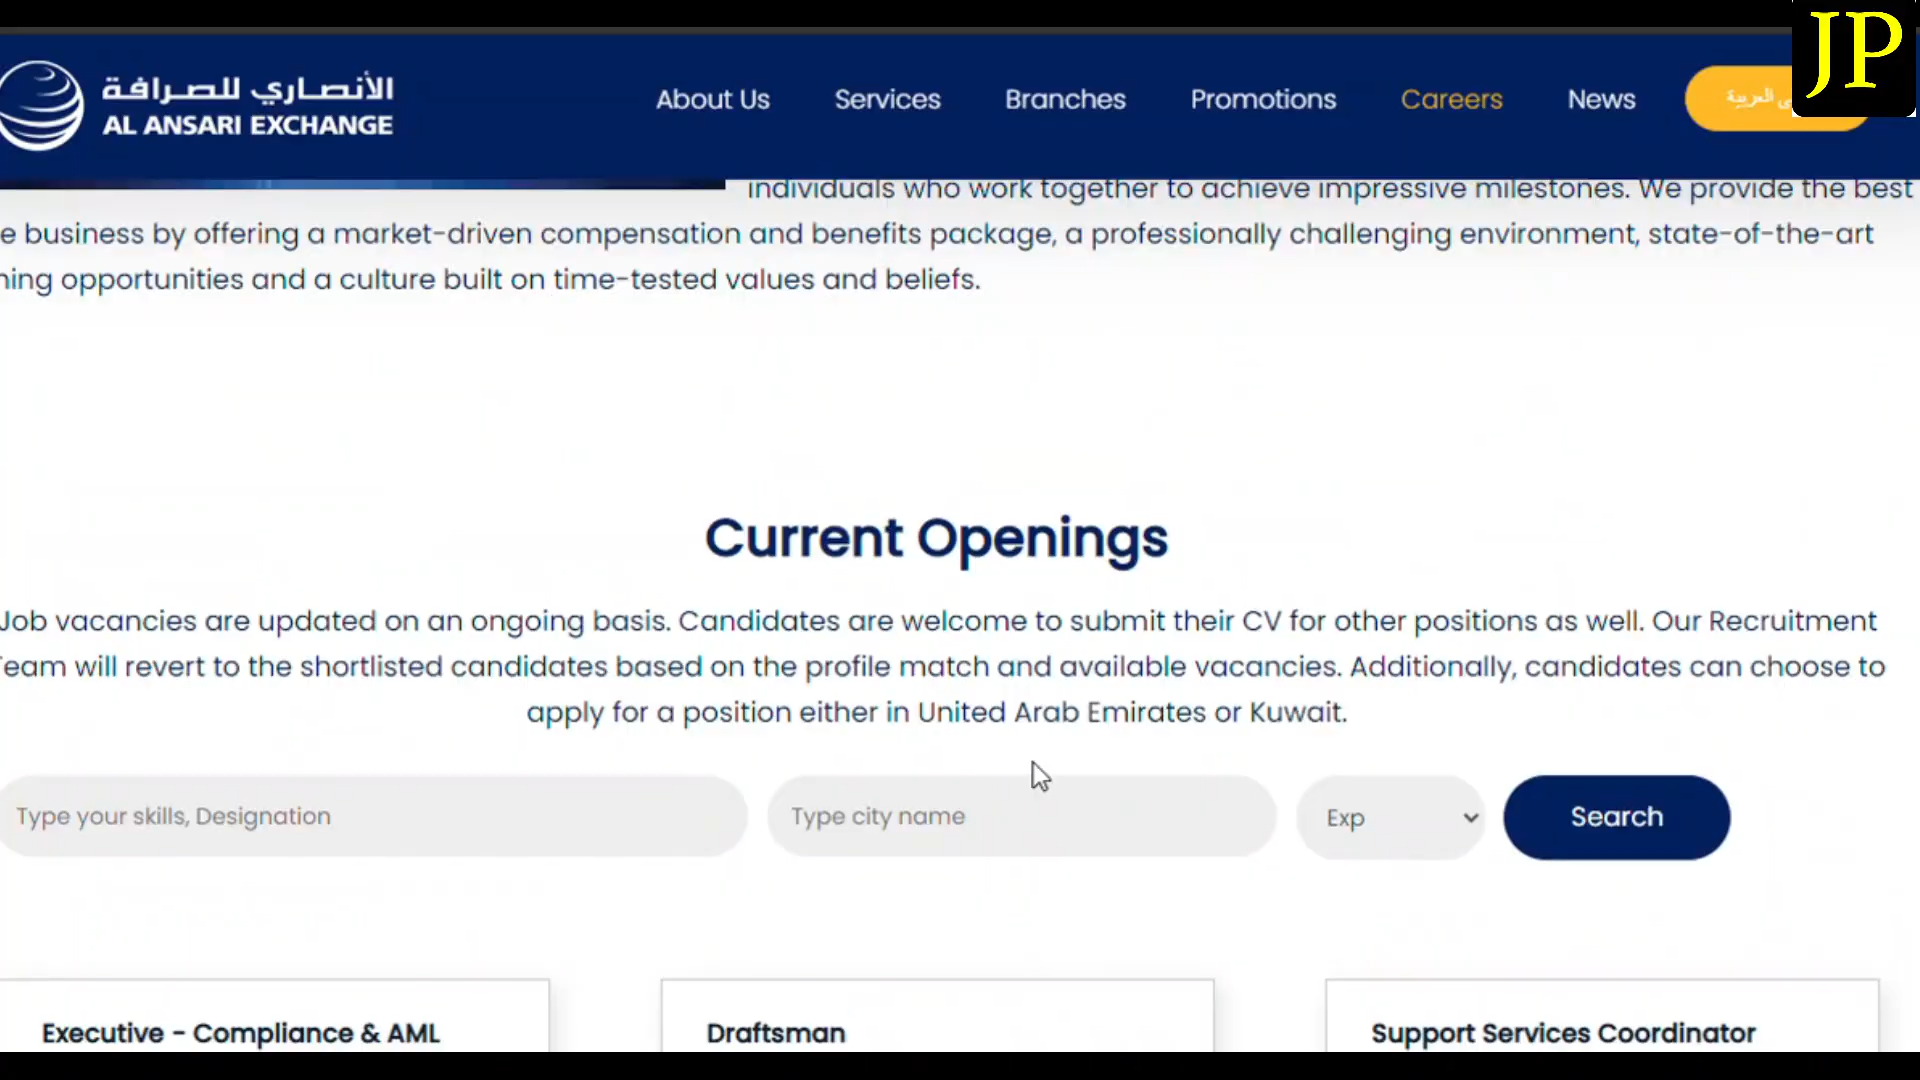 JP
الأنصاري للصرافة
AL ANSARI EXCHANGE
About Us
Services
Branches
Promotions
Careers
News
العربية
individuals who work together to achieve impressive milestones. We provide the best
e business by offering a market-driven compensation and benefits package, a professionally challenging environment, state-of-the-art
ning opportunities and a culture built on time-tested values and beliefs.
Current Openings
Job vacancies are updated on an ongoing basis. Candidates are welcome to submit their CV for other positions as well. Our Recruitment
Team will revert to the shortlisted candidates based on the profile match and available vacancies. Additionally, candidates can choose to
apply for a position either in United Arab Emirates or Kuwait.
Type your skills, Designation
Type city name
Exp
Search
Executive - Compliance & AML
Draftsman
Support Services Coordinator